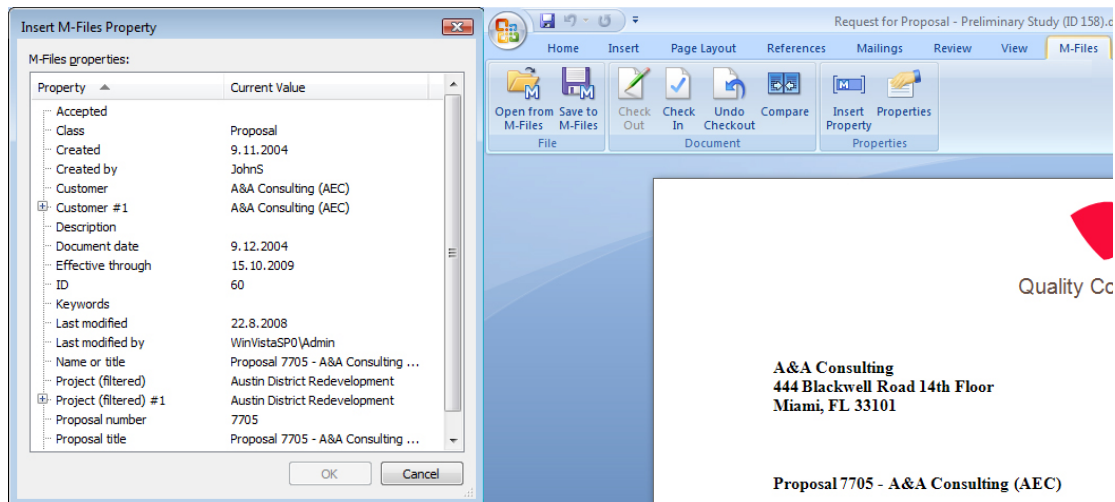 Insert M-Files Property
M-Files properties:
Property Current Value
Accepted
Class Proposal
Created 9.11.2004
Created by JohnS
Customer A&A Consulting (AEC)
Customer #1 A&A Consulting (AEC)
Description
Document date 9.12.2004
Effective through 15.10.2009
ID 60
Keywords
Last modified 22.8.2008
Last modified by WinVistaSP0\Admin
Name or title Proposal 7705 - A&A Consulting ...
Project (filtered) Austin District Redevelopment
Project (filtered) #1 Austin District Redevelopment
Proposal number 7705
Proposal title Proposal 7705 - A&A Consulting ...
OK Cancel
Request for Proposal - Preliminary Study (ID 158).d
Home Insert Page Layout References Mailings Review View M-Files
Open from M-Files
Save to M-Files
Check Out
Check In
Undo Checkout
Compare
Insert Property
Properties
File Document Properties
Quality Co
A&A Consulting
444 Blackwell Road 14th Floor
Miami, FL 33101
Proposal 7705 - A&A Consulting (AEC)